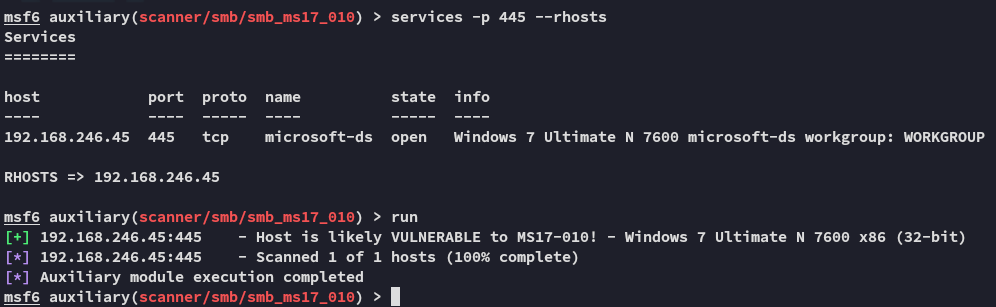 msf6 auxiliary(scanner/smb/smb_ms17_010) > services -p 445 --rhosts
Services
========
host port proto name state info
---- ---- ----- ---- ----- ----
192.168.246.45 445 tcp microsoft-ds open Windows 7 Ultimate N 7600 microsoft-ds workgroup: WORKGROUP
RHOSTS => 192.168.246.45
msf6 auxiliary(scanner/smb/smb_ms17_010) > run
[+] 192.168.246.45:445 - Host is likely VULNERABLE to MS17-010! - Windows 7 Ultimate N 7600 x86 (32-bit)
[*] 192.168.246.45:445 - Scanned 1 of 1 hosts (100% complete)
[*] Auxiliary module execution completed
msf6 auxiliary(scanner/smb/smb_ms17_010) >